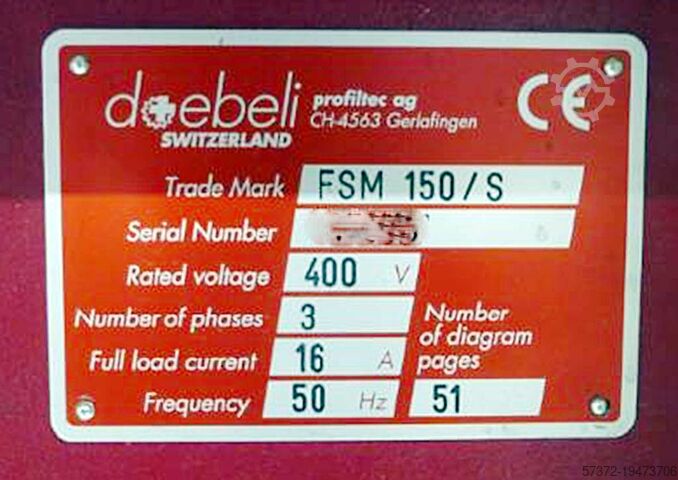 doebeli profiltec ag
SWITZERLAND CH-4563 Gerlafingen
CE
Trade Mark FSM 150/S
Serial Number
Rated voltage 400 V
Number of phases 3
Full load current 16 A
Frequency 50 Hz
Number
of diagram
pages
51
57372-19473706